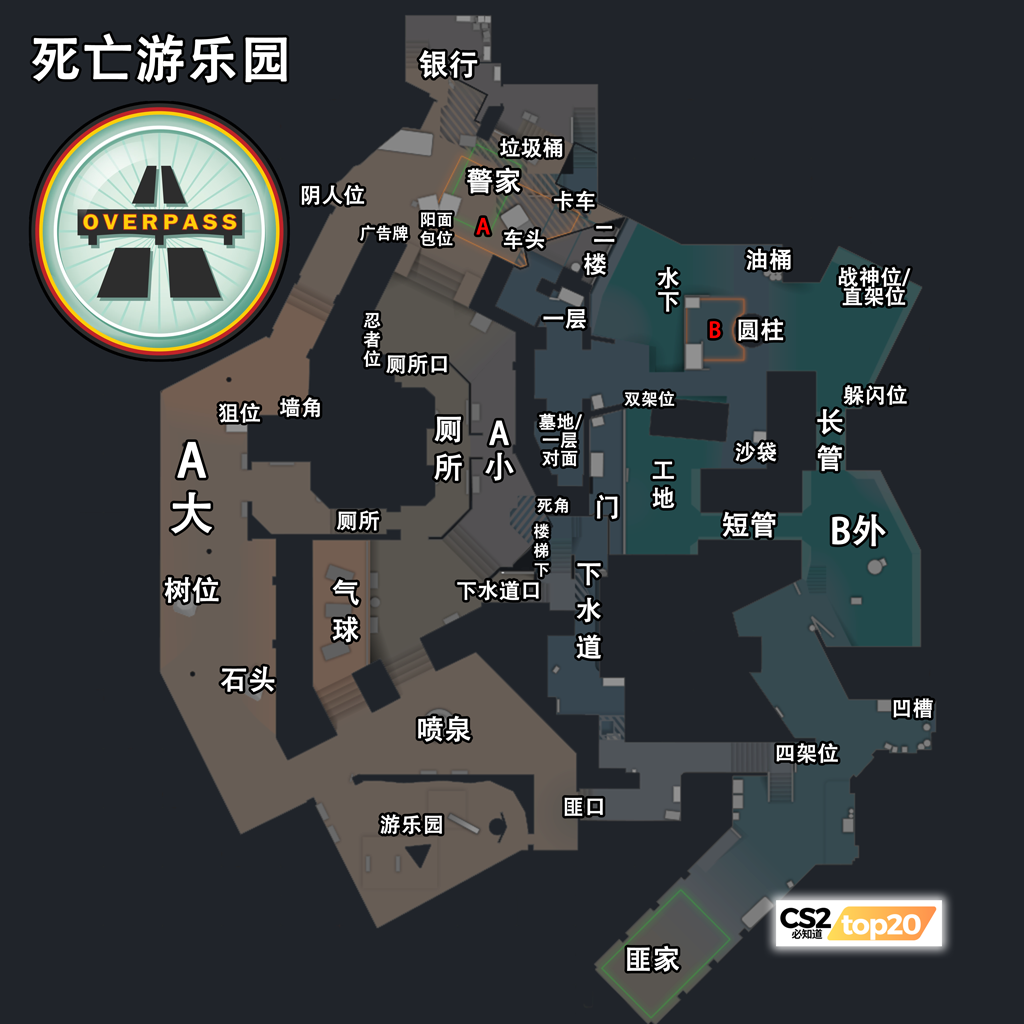 死亡游乐园
OVERPASS
银行
垃圾桶
警家
阴人位
卡车
广告牌
阳面
包位
A
车头
二楼
水下
油桶
战神位/
直架位
一层
B
圆柱
忍者位
厕所口
双架位
躲闪位
狙位
墙角
墓地/
一层
对面
长管
A大
厕所
A小
沙袋
工地
死角
门
厕所
楼梯下
短管
B外
树位
气球
下水道口
下水道
石头
凹槽
喷泉
四架位
匪口
游乐园
CS2
必知道
top20
匪家